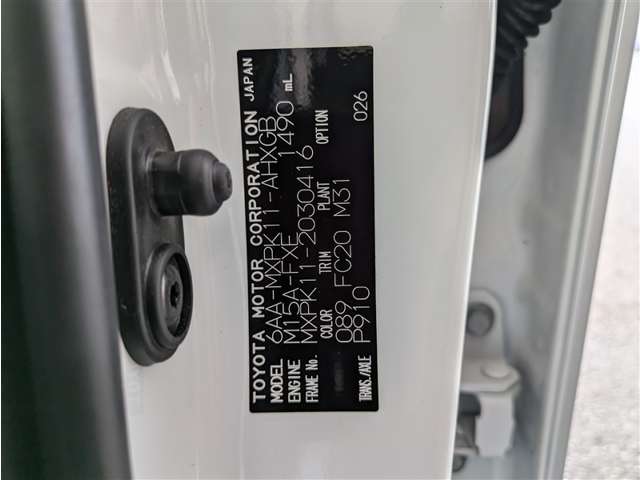 TOYOTA MOTOR CORPORATION JAPAN
MODEL 6AA-MXPK11-AHXGB
ENGINE M15A-FXE 1490 mL
FRAME No. MXPK11-2030416
COLOR TRIM PLANT OPTION
089 FC20 M31
TRANS./AXLE P910 026